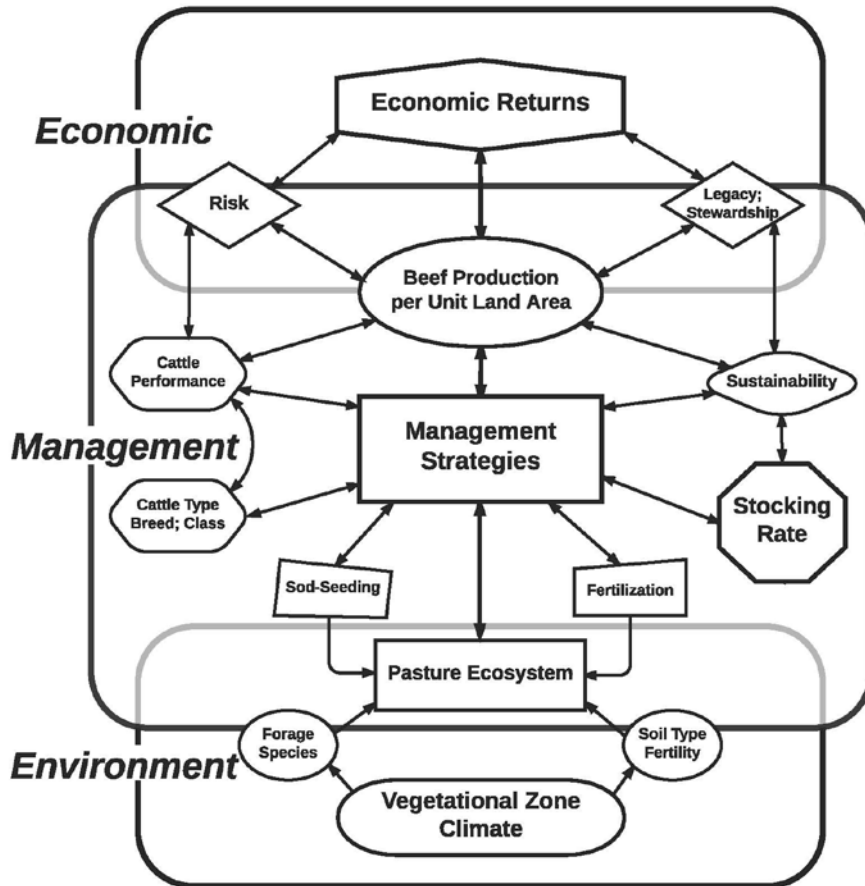 Economic Returns
Economic
Risk
Legacy;
Stewardship
Beef Production
per Unit Land Area
Cattle
Performance
Sustainability
Management
Management
Strategies
Cattle Type
Breed; Class
Stocking
Rate
Sod-Seeding
Fertilization
Pasture Ecosystem
Forage
Species
Soil Type
Fertility
Environment
Vegetational Zone
Climate